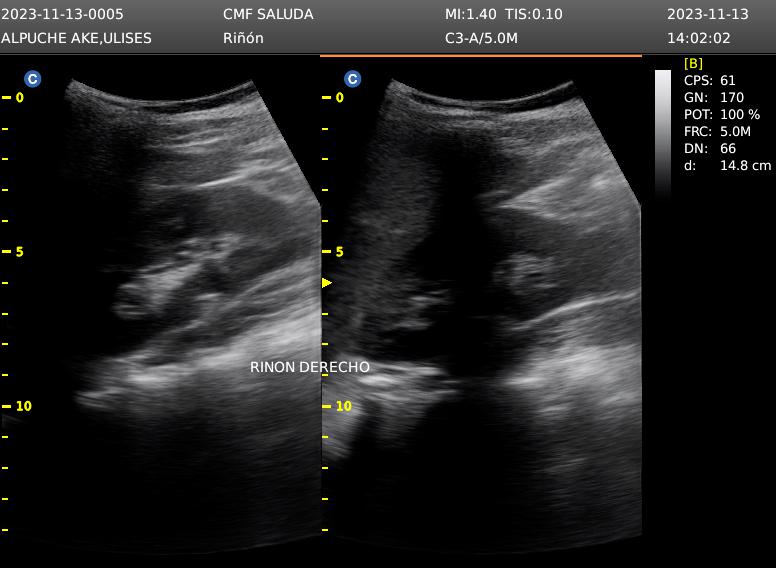 2023-11-13-0005 CMF SALUDA MI:1.40 TIS:0.10 2023-11-13
ALPUCHE AKE,ULISES Riñón C3-A/5.0M 14:02:02
[B]
C C CPS: 61
0 0 GN: 170
POT: 100 %
FRC: 5.0M
DN: 66
d: 14.8 cm
5 5
RINON DERECHO
10 10